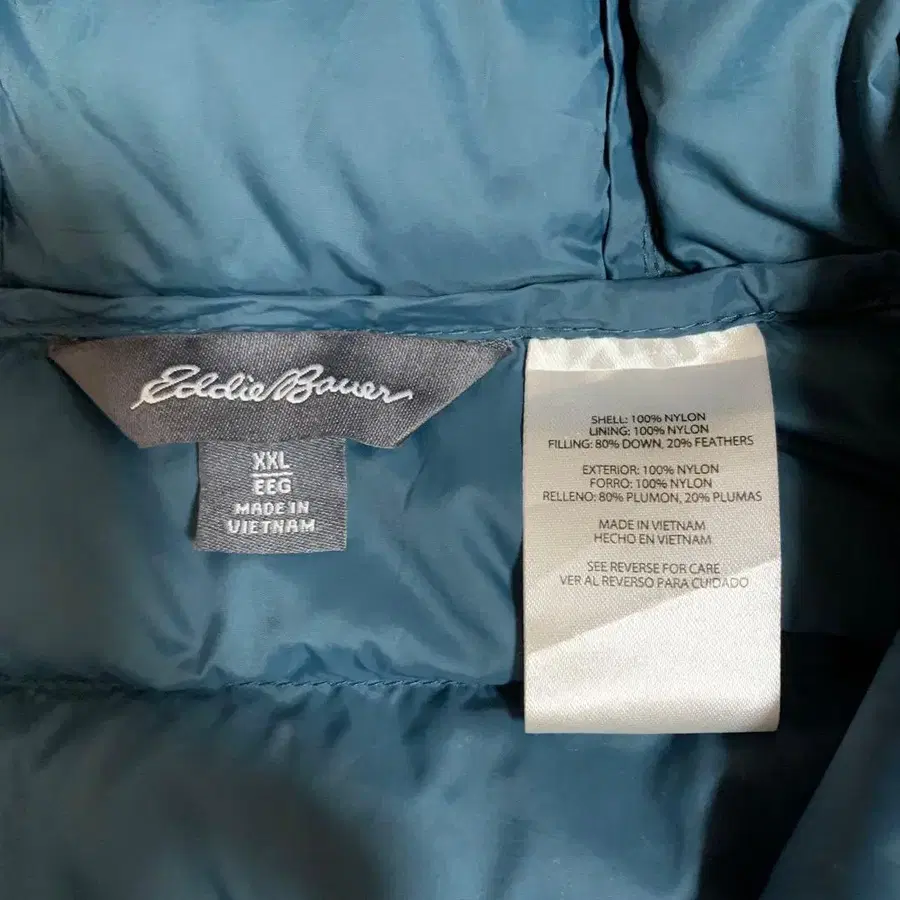 Eddie Bauer
XXL
EEG
MADE IN
VIETNAM
SHELL: 100% NYLON
LINING: 100% NYLON
FILLING: 80% DOWN, 20% FEATHERS
EXTERIOR: 100% NYLON
FORRO: 100% NYLON
RELLENO: 80% PLUMON, 20% PLUMAS
MADE IN VIETNAM
HECHO EN VIETNAM
SEE REVERSE FOR CARE
VER AL REVERSO PARA CUIDADO